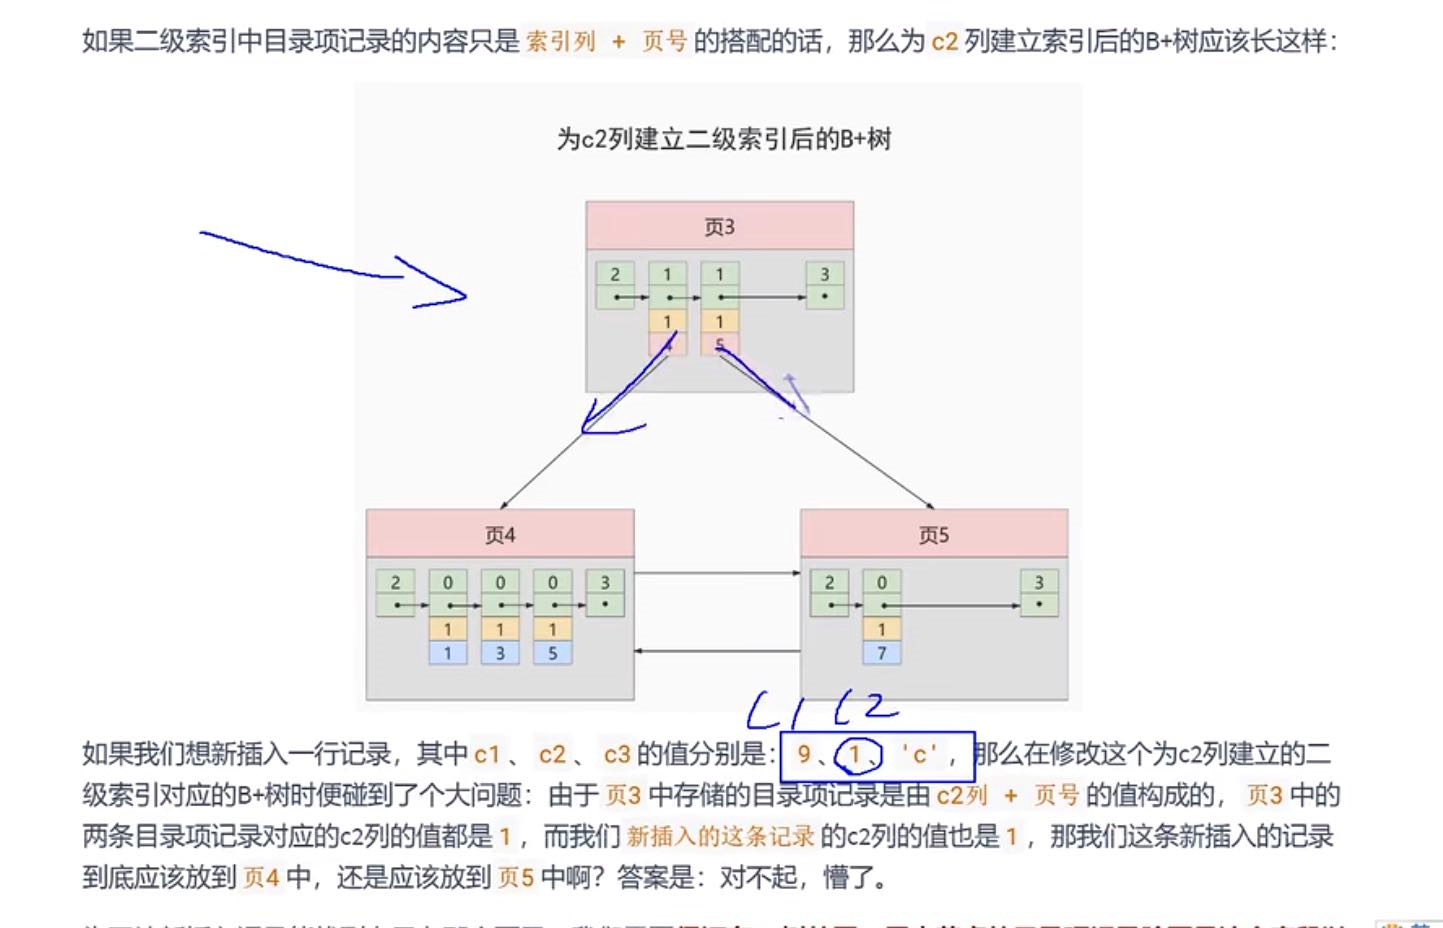 如果二级索引中目录项记录的内容只是 索引列 + 页号 的搭配的话，那么为 c2 列建立索引后的B+树应该长这样：
为c2列建立二级索引后的B+树
页3
2 1 1 3
1 1
4 5
页4 页5
2 0 0 0 3 2 0 3
1 1 1 1
1 3 5 7
C1 C2
如果我们想新插入一行记录，其中 c1 、 c2 、 c3 的值分别是： 9 、 1 、 'c' ，那么在修改这个为c2列建立的二
级索引对应的B+树时便碰到了个大问题：由于 页3 中存储的目录项记录是由 c2列 + 页号 的值构成的， 页3 中的
两条目录项记录对应的c2列的值都是 1 ，而我们 新插入的这条记录 的c2列的值也是 1 ，那我们这条新插入的记录
到底应该放到 页4 中，还是应该放到 页5 中啊？答案是：对不起，懵了。